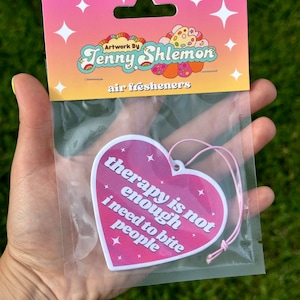 Artwork By
Jenny Shlemon
air fresheners
therapy is not
enough
i need to bite
people